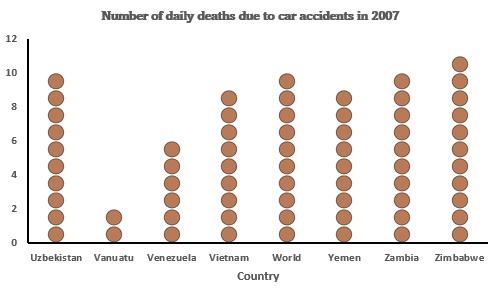 Number of daily deaths due to car accidents in 2007
12
10
8
6
4
2
0
Uzbekistan Vanuatu Venezuela Vietnam World Yemen Zambia Zimbabwe
Country